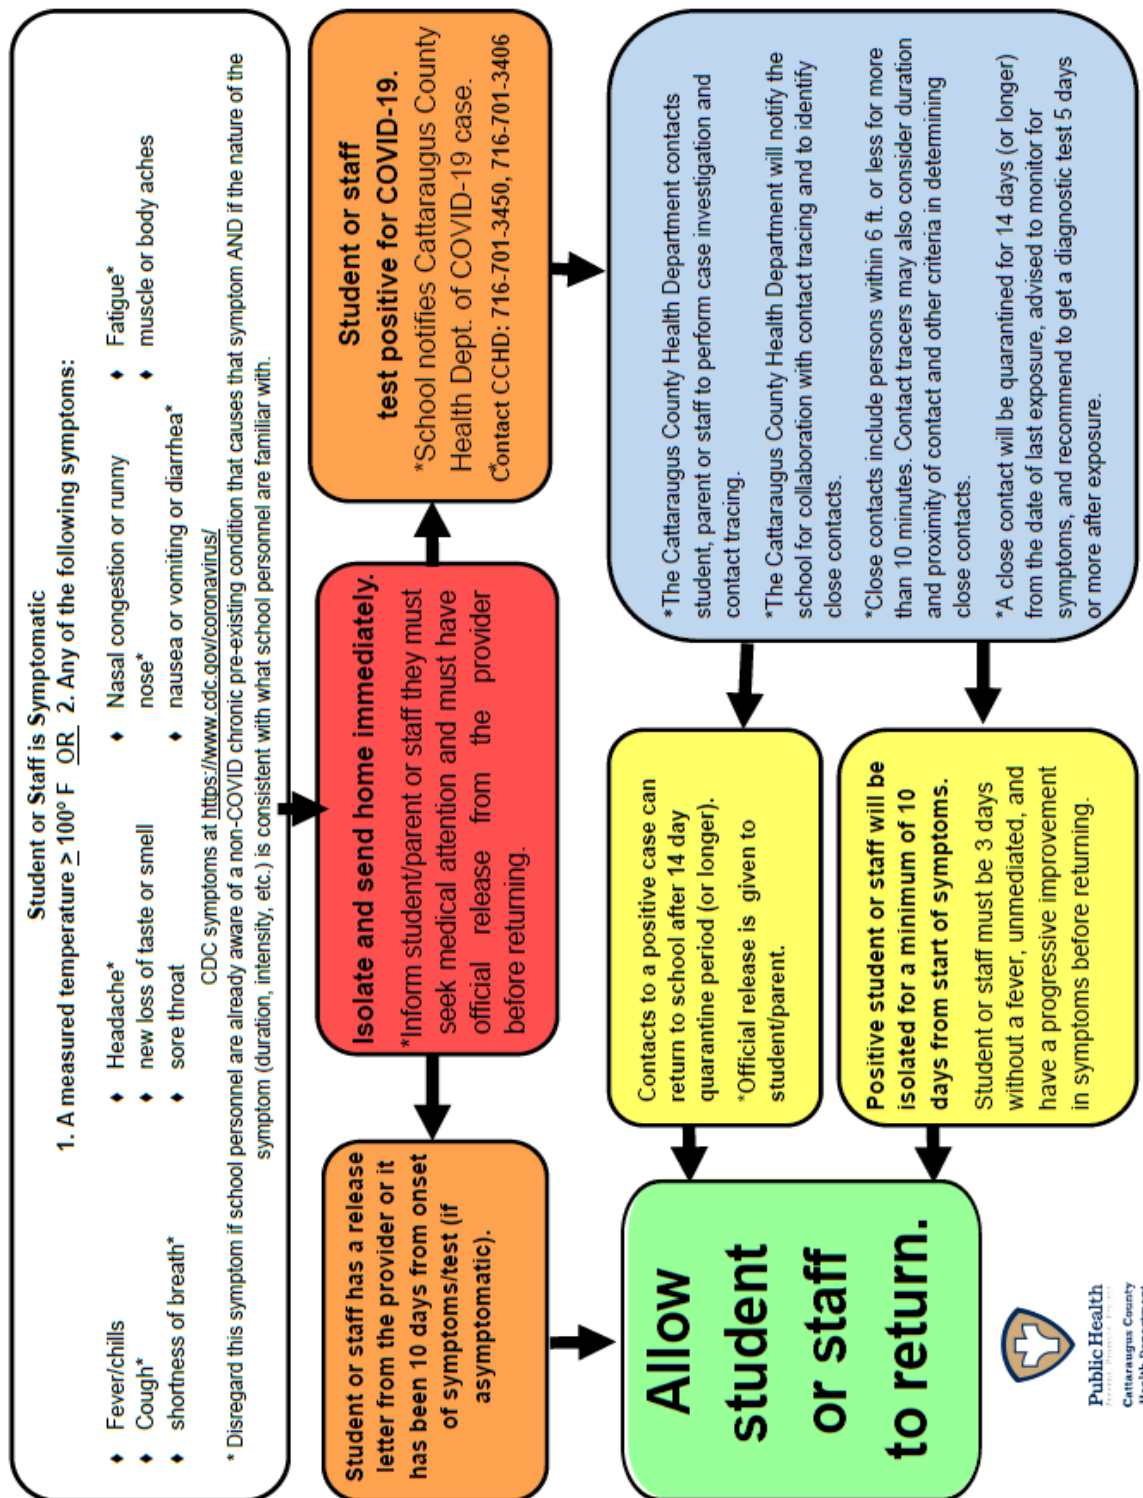 Student or Staff is Symptomatic
1. A measured temperature > 100º F OR 2. Any of the following symptoms:
♦ Fever/chills
♦ Cough*
♦ shortness of breath*
♦ Headache*
♦ new loss of taste or smell
♦ sore throat
♦ Nasal congestion or runny
nose*
♦ nausea or vomiting or diarrhea*
♦ Fatigue*
♦ muscle or body aches
CDC symptoms at https://www.cdc.gov/coronavirus/
* Disregard this symptom if school personnel are already aware of a non-COVID chronic pre-existing condition that causes that symptom AND if the nature of the
symptom (duration, intensity, etc.) is consistent with what school personnel are familiar with.
Student or staff has a release
letter from the provider or it
has been 10 days from onset
of symptoms/test (if
asymptomatic).
Isolate and send home immediately.
*Inform student/parent or staff they must
seek medical attention and must have
official release from the provider
before returning.
Student or staff
test positive for COVID-19.
*School notifies Cattaraugus County
Health Dept. of COVID-19 case.
*
Contact CCHD: 716-701-3450, 716-701-3406
Allow
student
or staff
to return.
Contacts to a positive case can
return to school after 14 day
quarantine period (or longer).
*Official release is given to
student/parent.
Positive student or staff will be
isolated for a minimum of 10
days from start of symptoms.
Student or staff must be 3 days
without a fever, unmediated, and
have a progressive improvement
in symptoms before returning.
*The Cattaraugus County Health Department contacts
student, parent or staff to perform case investigation and
contact tracing.
*The Cattaraugus County Health Department will notify the
school for collaboration with contact tracing and to identify
close contacts.
*Close contacts include persons within 6 ft. or less for more
than 10 minutes. Contact tracers may also consider duration
and proximity of contact and other criteria in determining
close contacts.
*A close contact will be quarantined for 14 days (or longer)
from the date of last exposure, advised to monitor for
symptoms, and recommend to get a diagnostic test 5 days
or more after exposure.
Public Health
Prevent. Promote. Protect.
Cattaraugus County
Health Department